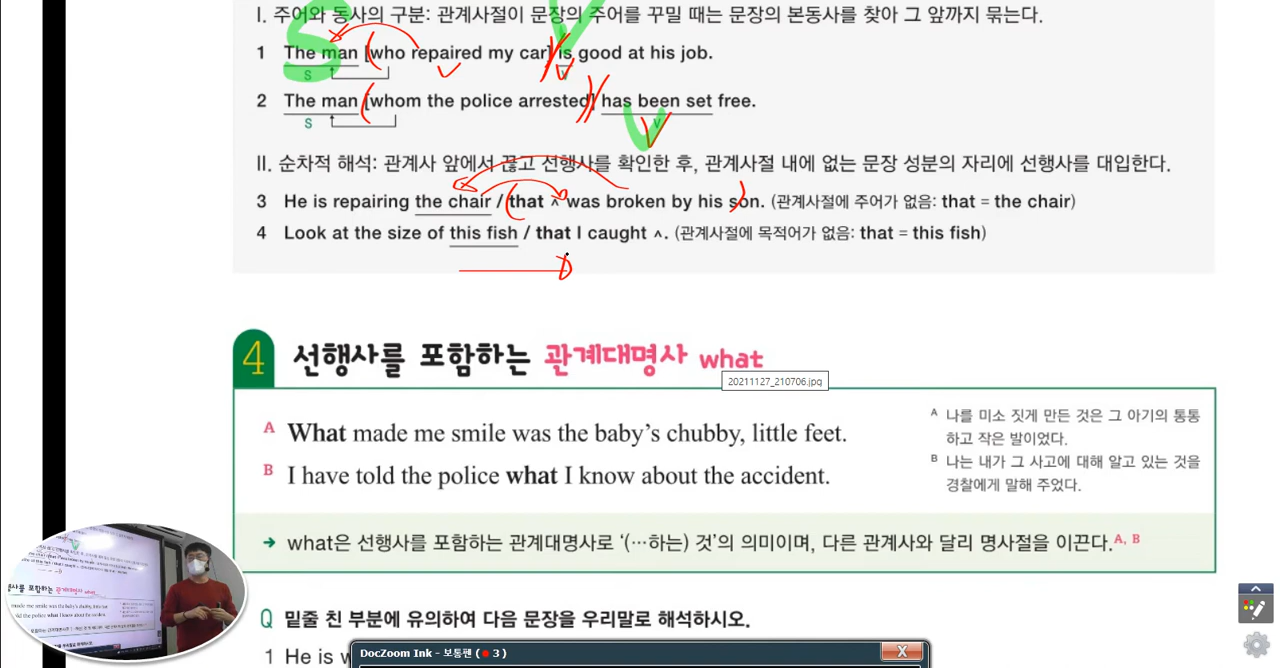 I. 주어와 동사의 구분: 관계사절이 문장의 주어를 꾸밀 때는 문장의 본동사를 찾아 그 앞까지 묶는다.
1 The man [who repaired my car] is good at his job.
S V
2 The man [whom the police arrested] has been set free.
S V
II. 순차적 해석: 관계사 앞에서 끊고 선행사를 확인한 후, 관계사절 내에 없는 문장 성분의 자리에 선행사를 대입한다.
3 He is repairing the chair / that ∧ was broken by his son. (관계사절에 주어가 없음: that = the chair)
4 Look at the size of this fish / that I caught ∧. (관계사절에 목적어가 없음: that = this fish)
4 선행사를 포함하는 관계대명사 what
20211127_210706.jpg
A What made me smile was the baby's chubby, little feet.
B I have told the police what I know about the accident.
A 나를 미소 짓게 만든 것은 그 아기의 통통
하고 작은 발이었다.
B 나는 내가 그 사고에 대해 알고 있는 것을
경찰에게 말해 주었다.
→ what은 선행사를 포함하는 관계대명사로 '(…하는) 것'의 의미이며, 다른 관계사와 달리 명사절을 이끈다.A, B
Q 밑줄 친 부분에 유의하여 다음 문장을 우리말로 해석하시오.
1 He is
DocZoom Ink - 보통펜 ( 3 )